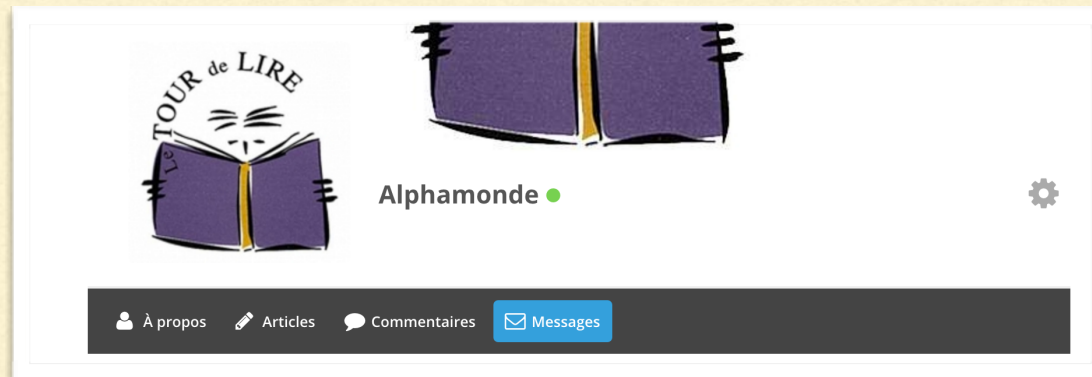 Le TOUR de LIRE
Alphamonde
À propos
Articles
Commentaires
Messages